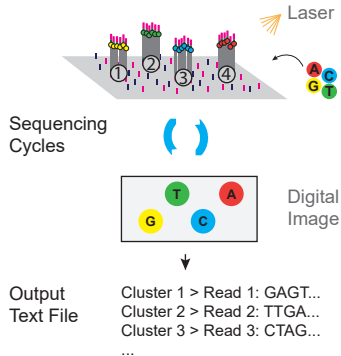 Laser
1
2
3
4
A
C
G
T
Sequencing
Cycles
T
A
G
C
Digital
Image
Output
Text File
Cluster 1 > Read 1: GAGT...
Cluster 2 > Read 2: TTGA...
Cluster 3 > Read 3: CTAG...
...